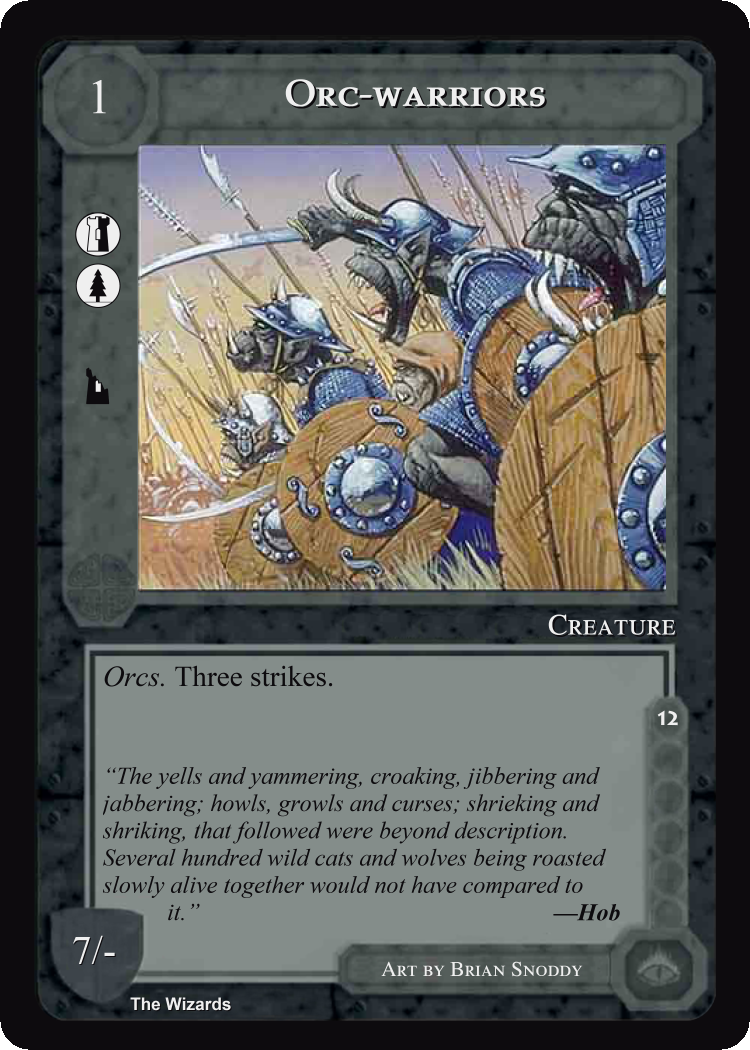 1
Orc-warriors
Creature
Orcs. Three strikes.
12
“The yells and yammering, croaking, jibbering and
jabbering; howls, growls and curses; shrieking and
shriking, that followed were beyond description.
Several hundred wild cats and wolves being roasted
slowly alive together would not have compared to
it.” —Hob
7/-
Art by Brian Snoddy
The Wizards